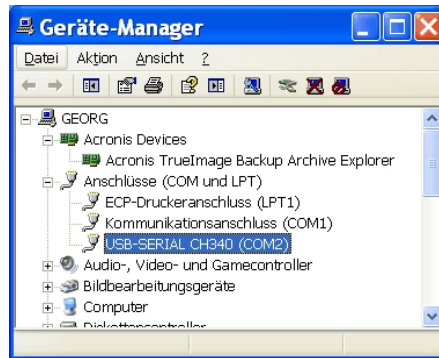 Geräte-Manager
Datei Aktion Ansicht ?
GEORG
Acronis Devices
Acronis TrueImage Backup Archive Explorer
Anschlüsse (COM und LPT)
ECP-Druckeranschluss (LPT1)
Kommunikationsanschluss (COM1)
USB-SERIAL CH340 (COM2)
Audio-, Video- und Gamecontroller
Bildbearbeitungsgeräte
Computer
Diskettencontroller